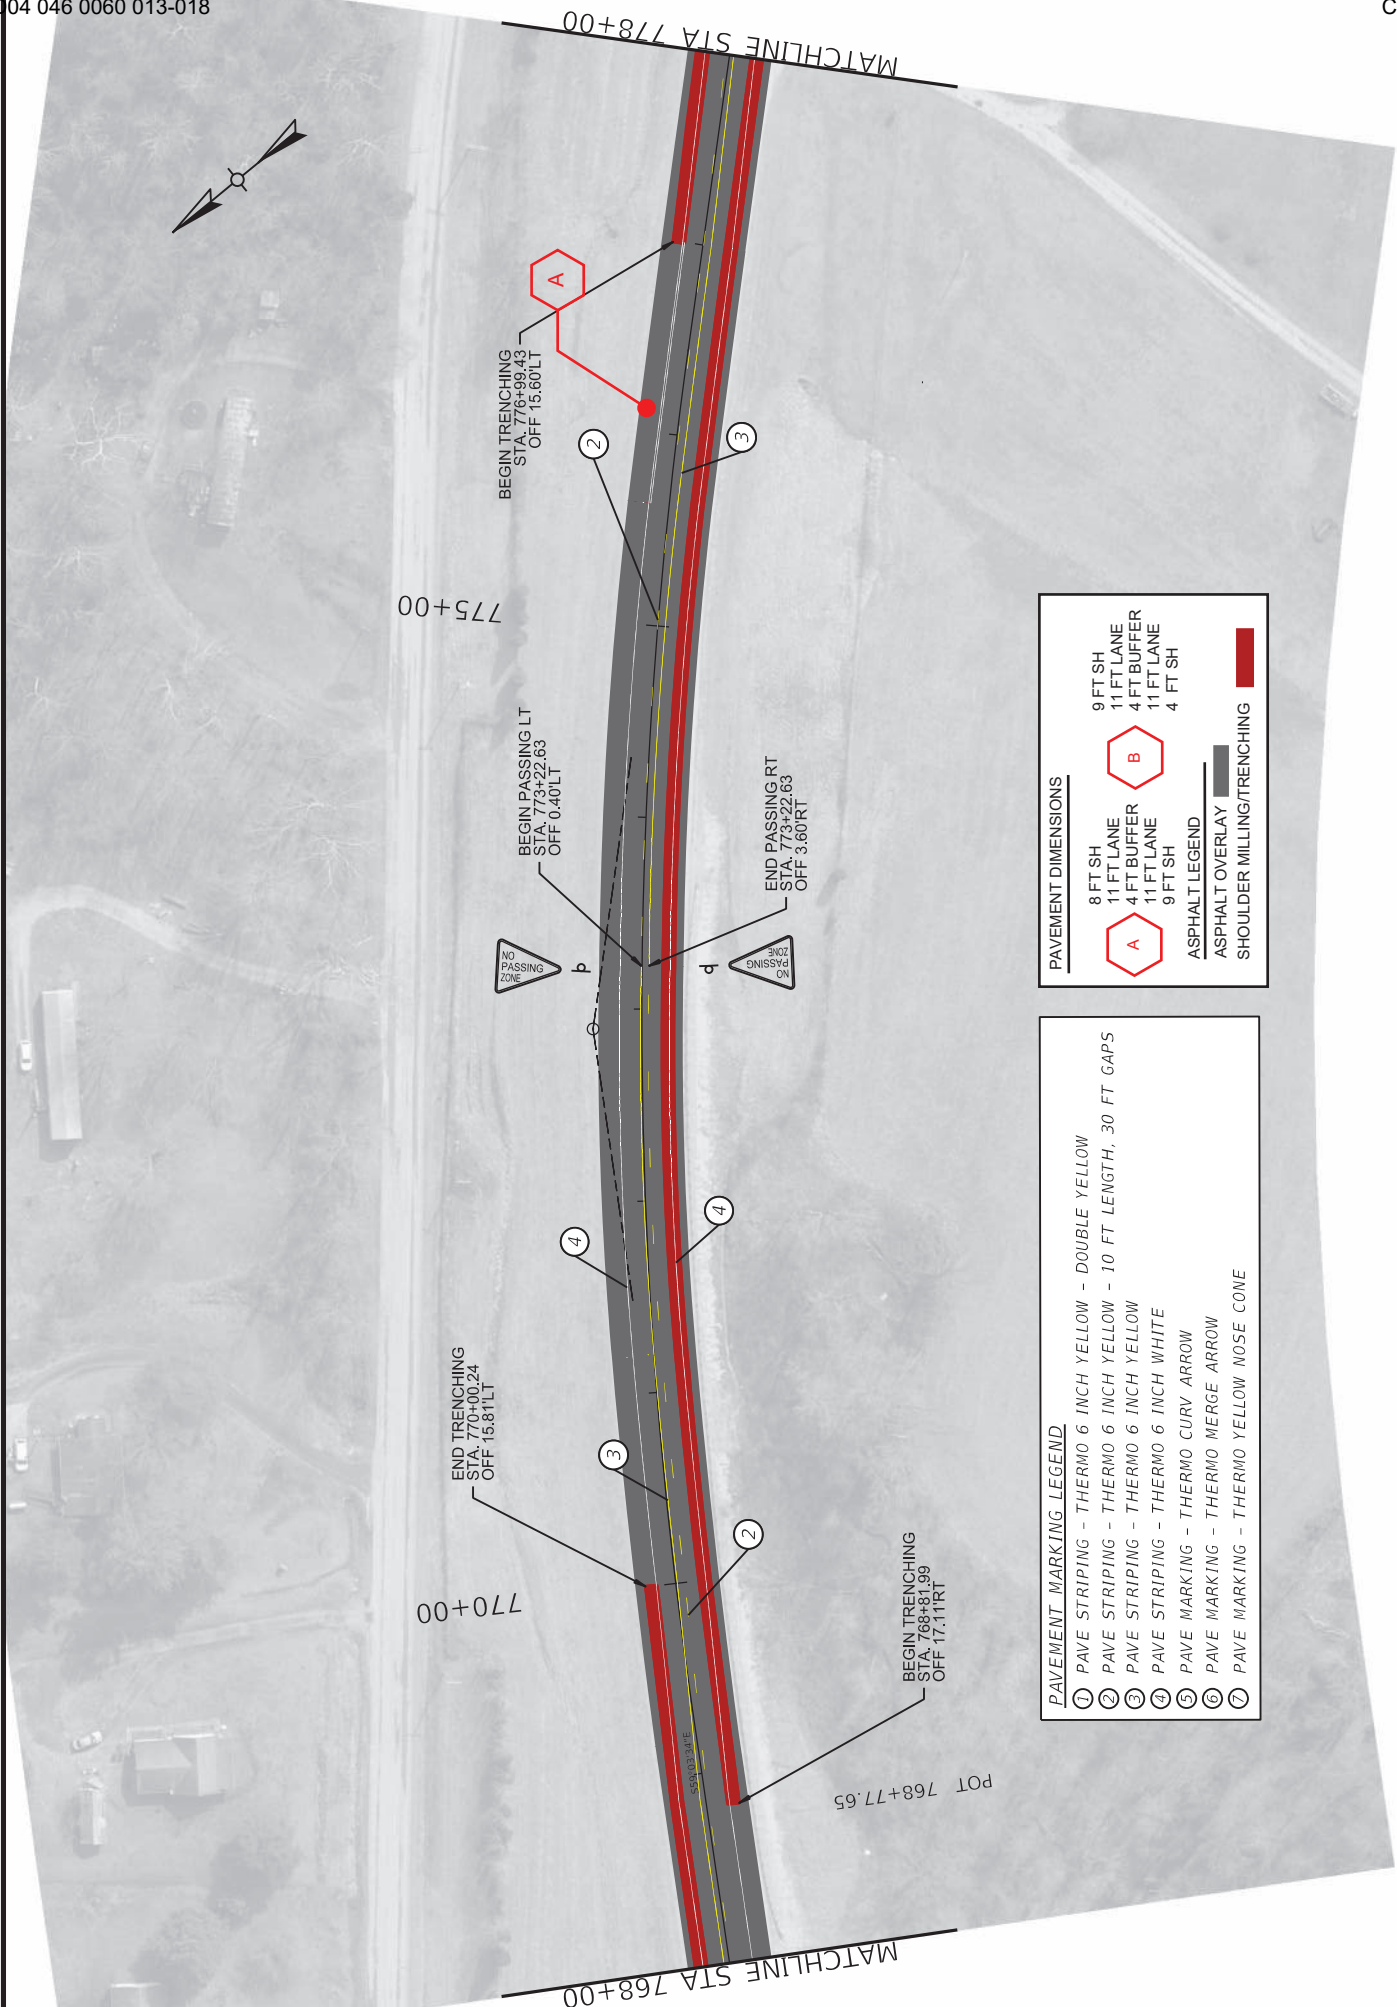 004 046 0060 013-018
C
MATCHLINE STA 778+00
A
BEGIN TRENCHING
STA. 776+99.43
OFF 15.60'LT
2
3
775+00
BEGIN PASSING LT
STA. 773+22.63
OFF 0.40'LT
END PASSING RT
STA. 773+22.63
OFF 3.60'RT
NO
PASSING
ZONE
NO
PASSING
ZONE
4
4
END TRENCHING
STA. 770+00.24
OFF 15.81'LT
3
2
770+00
BEGIN TRENCHING
STA. 768+81.99
OFF 17.11'RT
S59°03'34"E
POT 768+77.65
MATCHLINE STA 768+00
PAVEMENT DIMENSIONS
A
8 FT SH
11 FT LANE
4 FT BUFFER
11 FT LANE
9 FT SH
B
9 FT SH
11 FT LANE
4 FT BUFFER
11 FT LANE
4 FT SH
ASPHALT LEGEND
ASPHALT OVERLAY
SHOULDER MILLING/TRENCHING
PAVEMENT MARKING LEGEND
1 PAVE STRIPING - THERMO 6 INCH YELLOW - DOUBLE YELLOW
2 PAVE STRIPING - THERMO 6 INCH YELLOW - 10 FT LENGTH, 30 FT GAPS
3 PAVE STRIPING - THERMO 6 INCH YELLOW
4 PAVE STRIPING - THERMO 6 INCH WHITE
5 PAVE MARKING - THERMO CURV ARROW
6 PAVE MARKING - THERMO MERGE ARROW
7 PAVE MARKING - THERMO YELLOW NOSE CONE